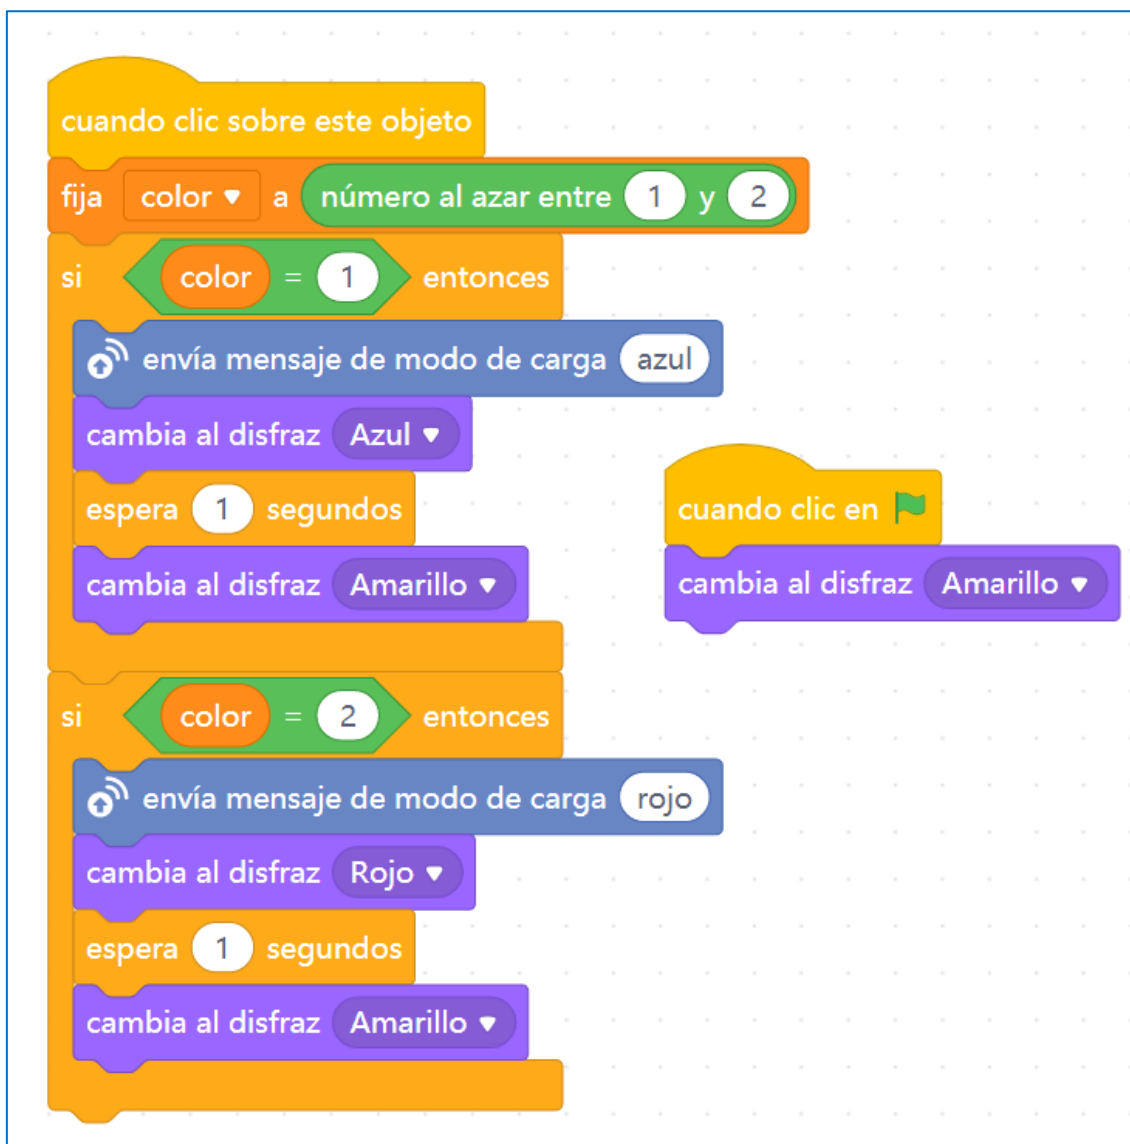 cuando clic sobre este objeto
fija color a número al azar entre 1 y 2
si color = 1 entonces
envía mensaje de modo de carga azul
cambia al disfraz Azul
espera 1 segundos
cambia al disfraz Amarillo
si color = 2 entonces
envía mensaje de modo de carga rojo
cambia al disfraz Rojo
espera 1 segundos
cambia al disfraz Amarillo
cuando clic en
cambia al disfraz Amarillo